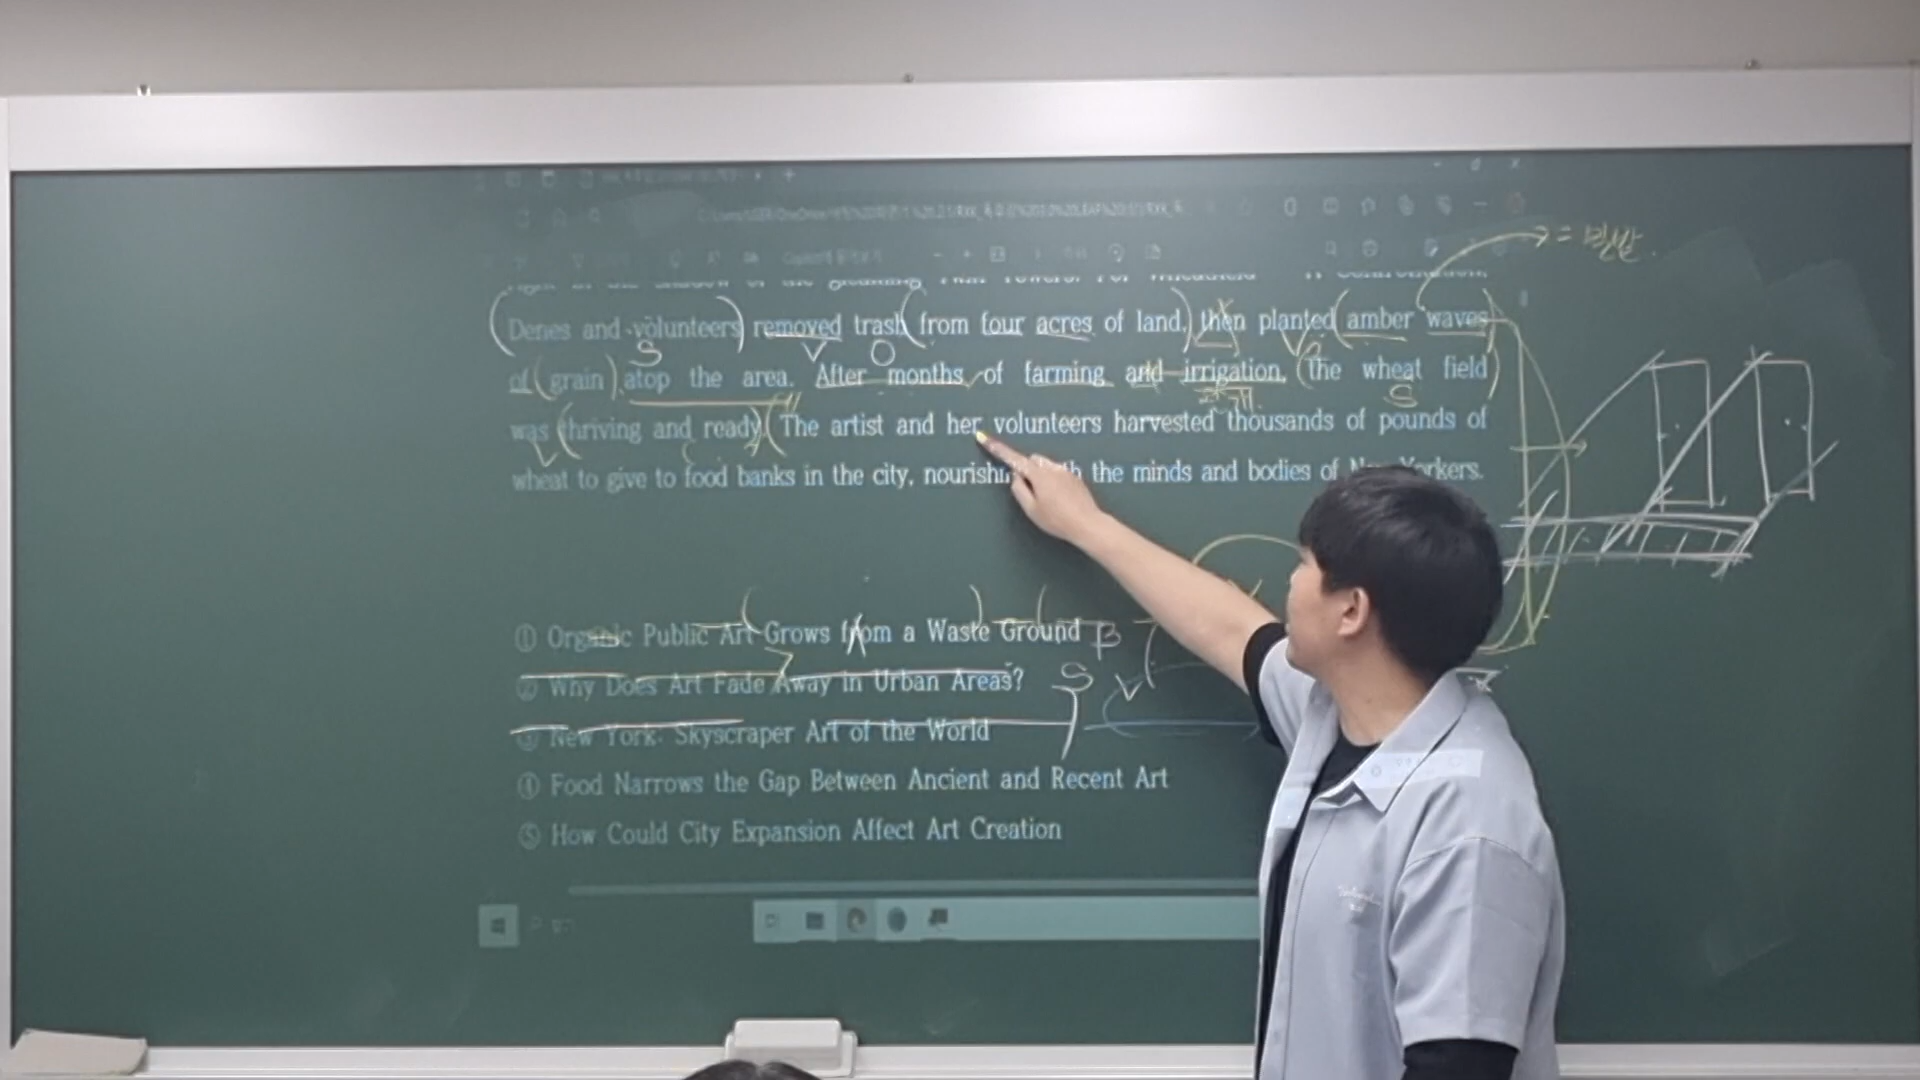 Denes and volunteers removed trash from four acres of land, then planted amber waves = 밀밭.
S V O V
of grain atop the area. After months of farming and irrigation, the wheat field
S
was thriving and ready. The artist and her volunteers harvested thousands of pounds of
V
wheat to give to food banks in the city, the minds and bodies of
① Organic Public Art Grows from a Waste Ground
② Why Does Art Fade Away in Urban Areas? S V
③ New York: Skyscraper Art of the World
④ Food Narrows the Gap Between Ancient and Recent Art
⑤ How Could City Expansion Affect Art Creation